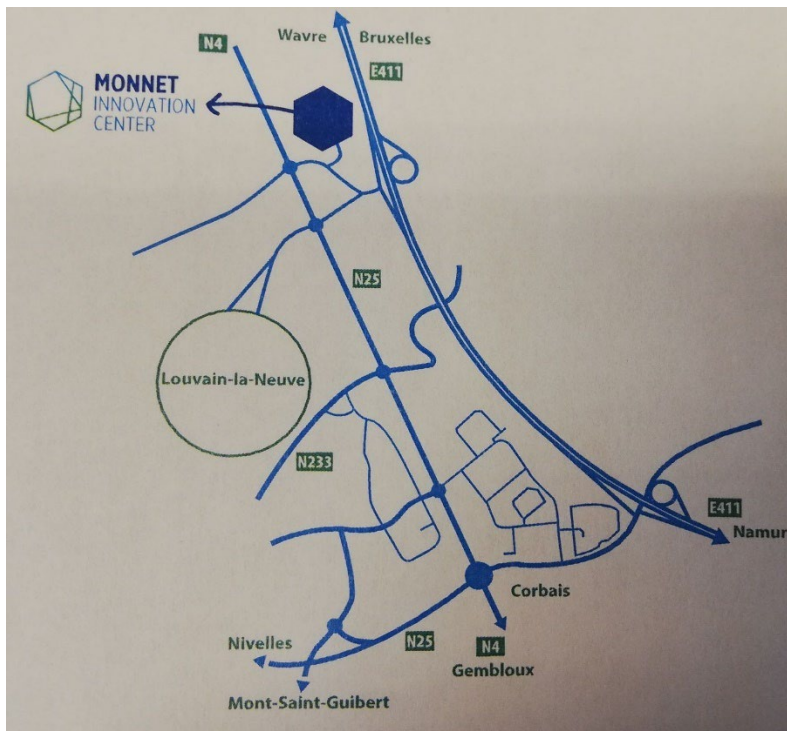 Wavre Bruxelles
N4
E411
MONNET
INNOVATION
CENTER
N25
Louvain-la-Neuve
N233
E411
Namur
Corbais
Nivelles
N25
N4
Gembloux
Mont-Saint-Guibert